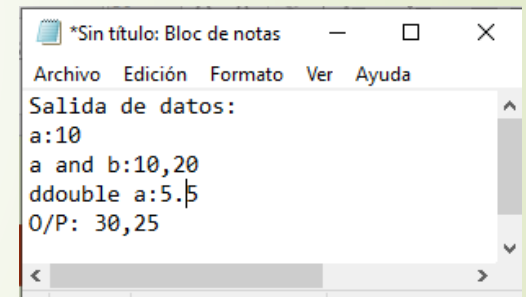 *Sin título: Bloc de notas
Archivo Edición Formato Ver Ayuda
Salida de datos:
a:10
a and b:10,20
ddouble a:5.5
O/P: 30,25